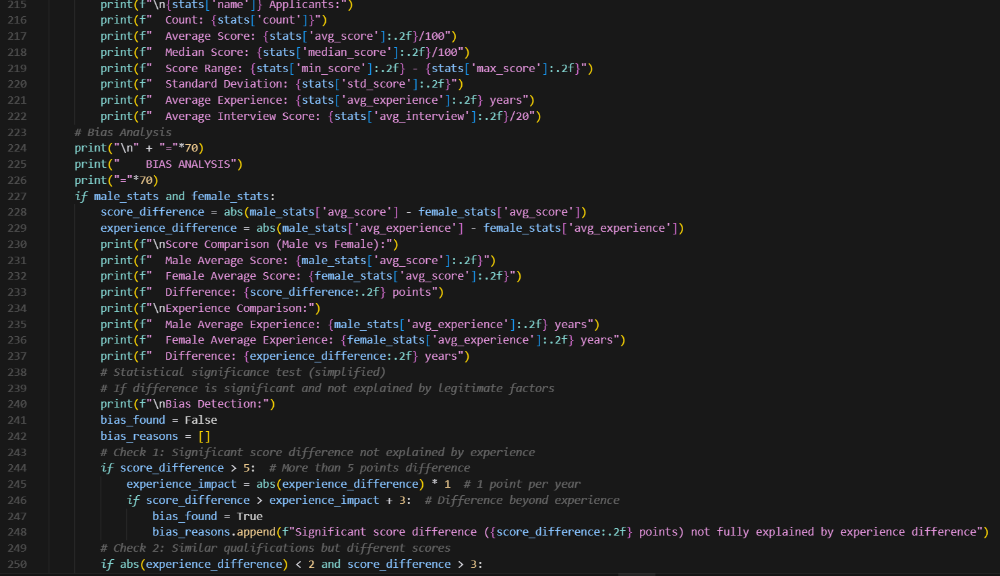 215 print(f"\n{stats['name']} Applicants:")
216 print(f"  Count: {stats['count']}")
217 print(f"  Average Score: {stats['avg_score']:.2f}/100")
218 print(f"  Median Score: {stats['median_score']:.2f}/100")
219 print(f"  Score Range: {stats['min_score']:.2f} - {stats['max_score']:.2f}")
220 print(f"  Standard Deviation: {stats['std_score']:.2f}")
221 print(f"  Average Experience: {stats['avg_experience']:.2f} years")
222 print(f"  Average Interview Score: {stats['avg_interview']:.2f}/20")
223 # Bias Analysis
224 print("\n" + "="*70)
225 print("    BIAS ANALYSIS")
226 print("="*70)
227 if male_stats and female_stats:
228 score_difference = abs(male_stats['avg_score'] - female_stats['avg_score'])
229 experience_difference = abs(male_stats['avg_experience'] - female_stats['avg_experience'])
230 print(f"\nScore Comparison (Male vs Female):")
231 print(f"  Male Average Score: {male_stats['avg_score']:.2f}")
232 print(f"  Female Average Score: {female_stats['avg_score']:.2f}")
233 print(f"  Difference: {score_difference:.2f} points")
234 print(f"\nExperience Comparison:")
235 print(f"  Male Average Experience: {male_stats['avg_experience']:.2f} years")
236 print(f"  Female Average Experience: {female_stats['avg_experience']:.2f} years")
237 print(f"  Difference: {experience_difference:.2f} years")
238 # Statistical significance test (simplified)
239 # If difference is significant and not explained by legitimate factors
240 print(f"\nBias Detection:")
241 bias_found = False
242 bias_reasons = []
243 # Check 1: Significant score difference not explained by experience
244 if score_difference > 5:  # More than 5 points difference
245 experience_impact = abs(experience_difference) * 1  # 1 point per year
246 if score_difference > experience_impact + 3:  # Difference beyond experience
247 bias_found = True
248 bias_reasons.append(f"Significant score difference ({score_difference:.2f} points) not fully explained by experience difference")
249 # Check 2: Similar qualifications but different scores
250 if abs(experience_difference) < 2 and score_difference > 3: